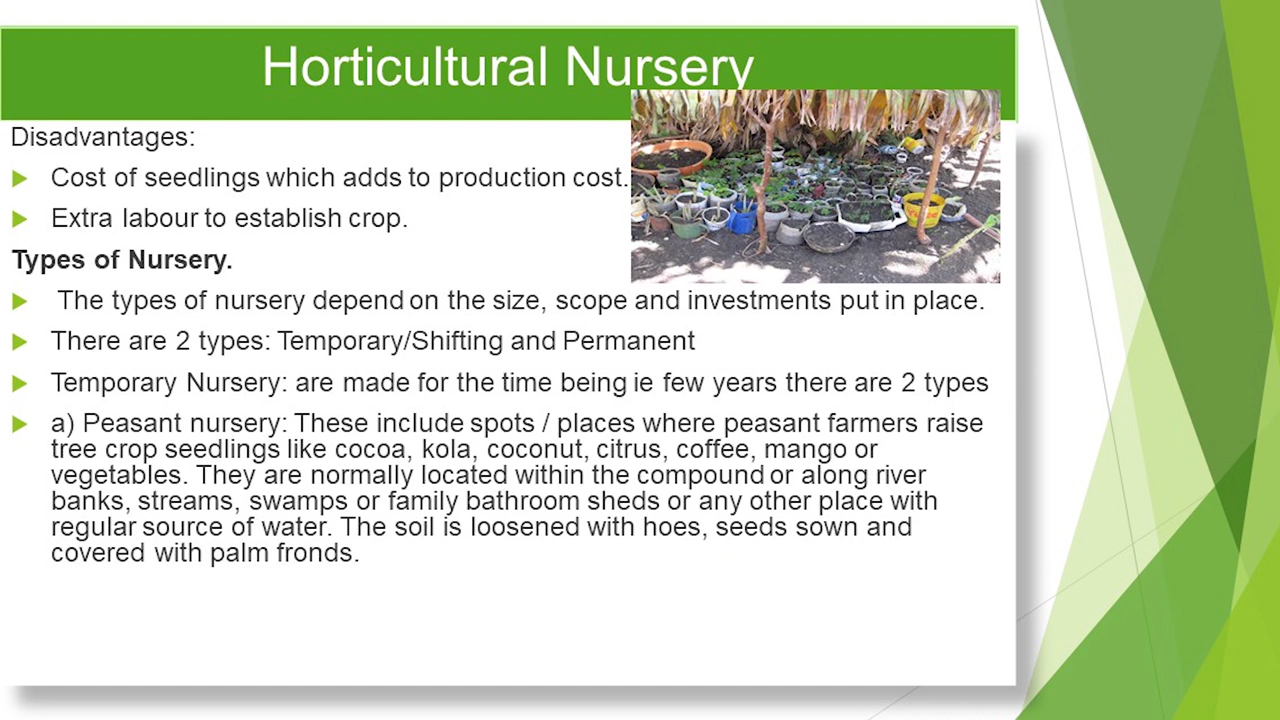 Horticultural Nursery
Disadvantages:
Cost of seedlings which adds to production cost.
Extra labour to establish crop.
Types of Nursery.
The types of nursery depend on the size, scope and investments put in place.
There are 2 types: Temporary/Shifting and Permanent
Temporary Nursery: are made for the time being ie few years there are 2 types
a) Peasant nursery: These include spots / places where peasant farmers raise
tree crop seedlings like cocoa, kola, coconut, citrus, coffee, mango or
vegetables. They are normally located within the compound or along river
banks, streams, swamps or family bathroom sheds or any other place with
regular source of water. The soil is loosened with hoes, seeds sown and
covered with palm fronds.